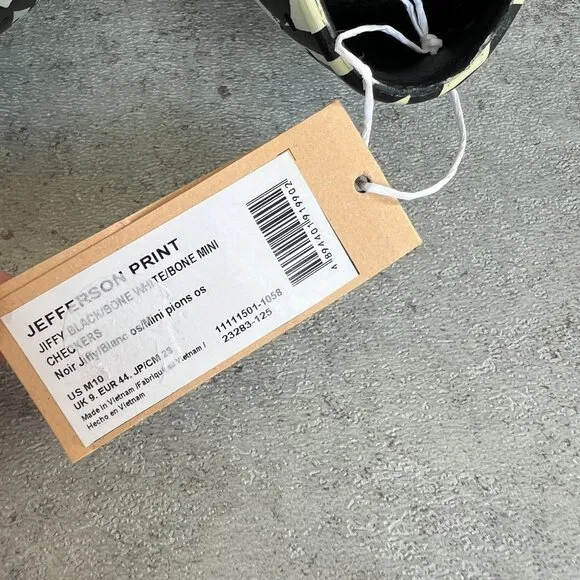 JEFFERSON PRINT
JIFFY BLACK/BONE WHITE/BONE MINI
CHECKERS
Noir Jiffy/Blanc os/Mini pions os
US M10
UK 9, EUR 44, JP/CM 28
Made in Vietnam /Fabriqué au Vietnam /
Hecho en Vietnam
11111501-1058
23283-125
4894401919902